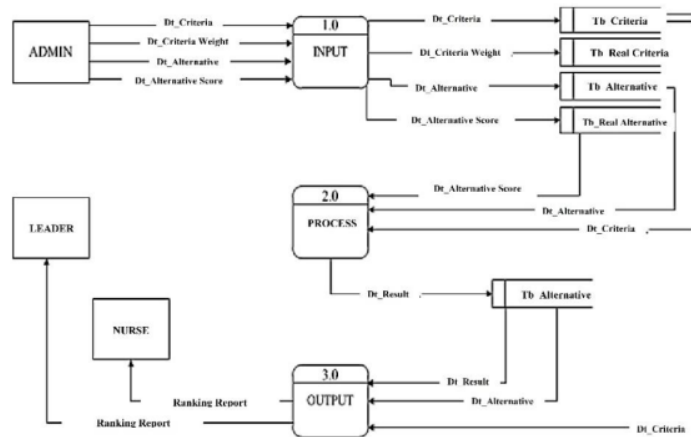 Dt_Criteria
1.0
Dt_Criteria
Tb Criteria
ADMIN
Dt_Criteria Weight
INPUT
Dt_Criteria Weight
Tb Real Criteria
Dt_Alternative
Dt_Alternative
Tb Alternative
Dt_Alternative Score
Dt_Alternative Score
Tb_Real Alternative
2.0
Dt_Alternative Score
LEADER
PROCESS
Dt_Alternative
Dt_Criteria
Dt_Result
Tb Alternative
NURSE
3.0
Dt_Result
Ranking Report
OUTPUT
Dt_Alternative
Ranking Report
Dt_Criteria